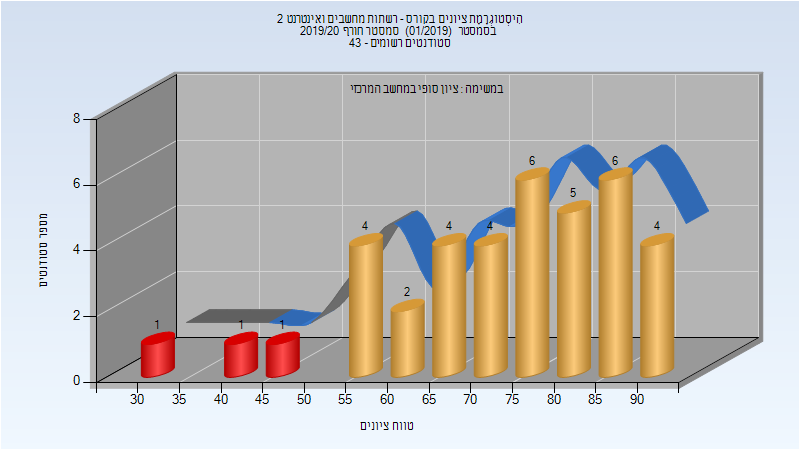 הִיסטוּגרָמַת ציונים בקורס - רשתות מחשבים ואינטרנט 2
בסמסטר (01/2019) סמסטר חורף 2019/20
סטודנטים רשומים - 43
במשימה : ציון סופי במחשב המרכזי
8
6
4
2
0
מספר סטודנטים
1
1
1
4
2
4
4
6
5
6
4
30 35 40 45 50 55 60 65 70 75 80 85 90
טווח ציונים